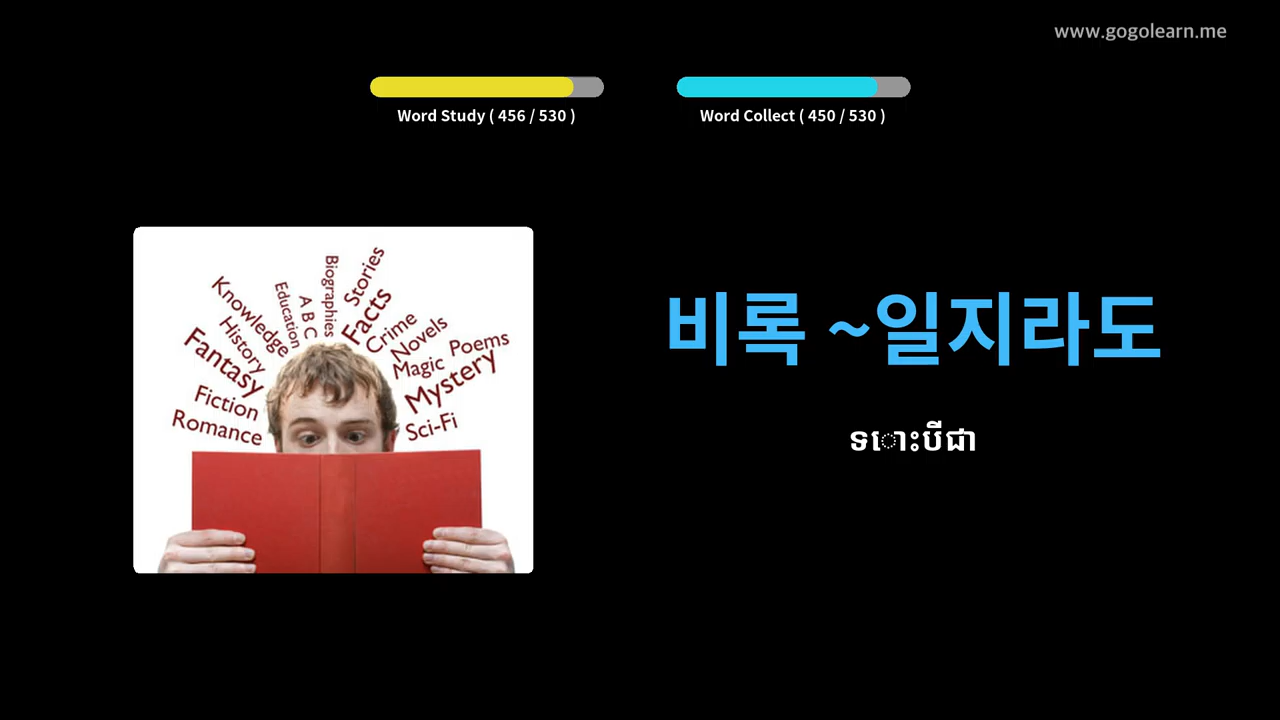 www.gogolearn.me
Word Study ( 456 / 530 )
Word Collect ( 450 / 530 )
Knowledge
History
Fantasy
Fiction
Romance
Education
A B C
Biographies
Stories
Facts
Crime
Novels
Magic
Poems
Mystery
Sci-Fi
비록 ~일지라도
ទោះបីជា